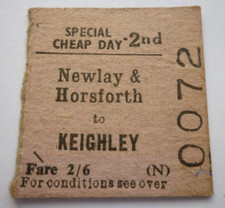 SPECIAL
CHEAP DAY -2nd
Newlay &
Horsforth
to
KEIGHLEY
Fare 2/6 (N)
For conditions see over
0072